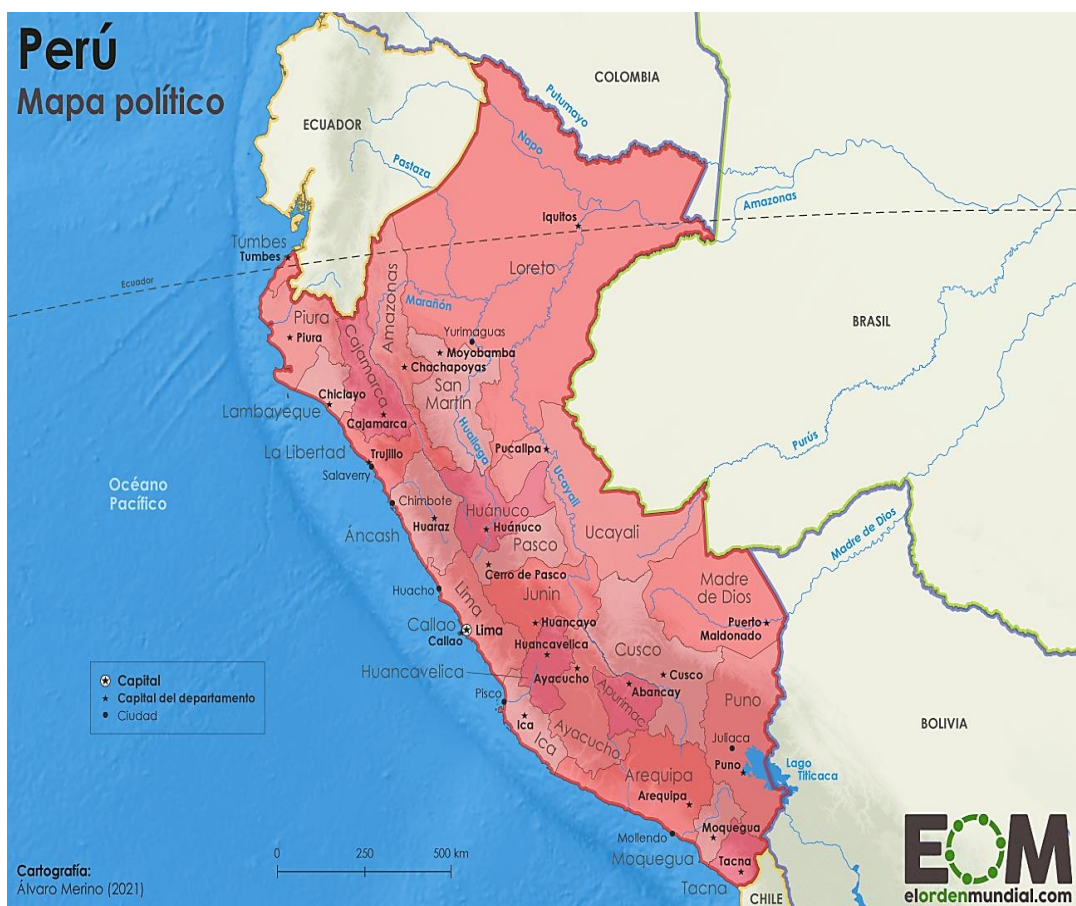 Perú
Mapa político
COLOMBIA
ECUADOR
Putumayo
Napo
Pastaza
Amazonas
Iquitos
Tumbes
Tumbes
Ecuador
Loreto
Amazonas
Marañón
BRASIL
Piura
Piura
Cajamarca
Yurimaguas
Moyobamba
Chachapoyas
San
Martín
Chiclayo
Lambayeque
Cajamarca
Huallaga
La Libertad
Trujillo
Salaverry
Pucallpa
Ucayali
Purús
Océano
Pacífico
Chimbote
Huánuco
Huaraz
Huánuco
Áncash
Pasco
Ucayali
Madre de Dios
Cerro de Pasco
Junín
Madre
de Dios
Huacho
Lima
Callao
Callao
Lima
Huancayo
Puerto
Maldonado
Huancavelica
Cusco
Huancavelica
Ayacucho
Cusco
Abancay
Apurímac
Puno
Pisco
Ica
Ica
Ayacucho
BOLIVIA
Juliaca
Puno
Lago
Titicaca
Arequipa
Arequipa
Mollendo
Moquegua
Moquegua
Tacna
Tacna
CHILE
Capital
Capital del departamento
Ciudad
0 250 500 km
Cartografía:
Álvaro Merino (2021)
EOM
elordenmundial.com